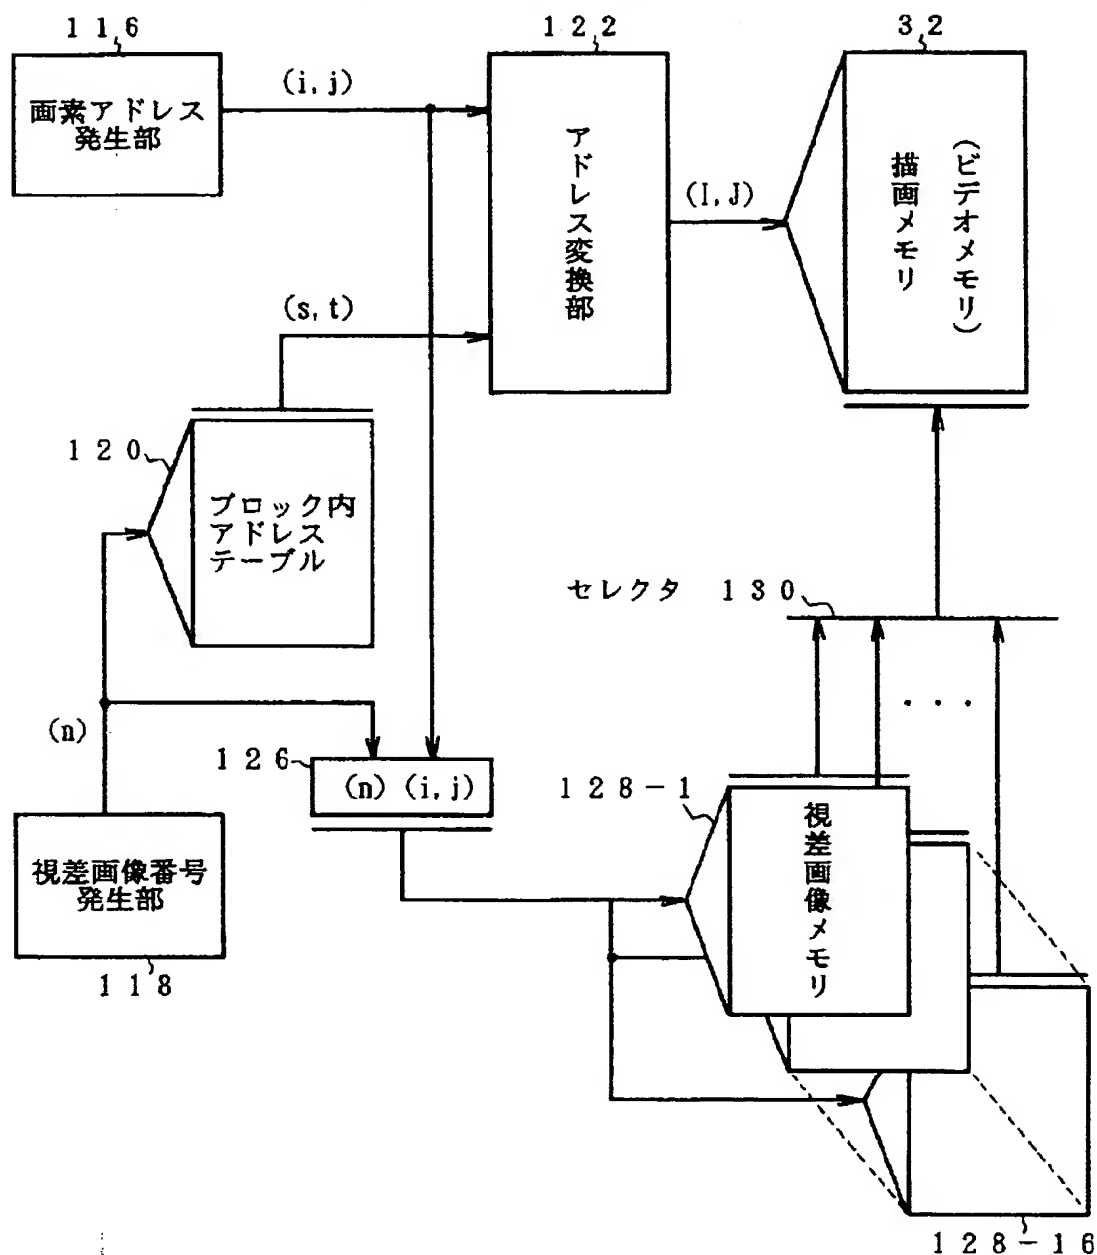 116
画素アドレス
発生部
(i,j)
122
アドレス変換部
(I,J)
32
描画メモリ
(ビデオメモリ)
(s,t)
120
ブロック内
アドレス
テーブル
セレクタ 130
(n)
126
(n) (i,j)
128-1
視差画像メモリ
・・・
視差画像番号
発生部
118
128-16